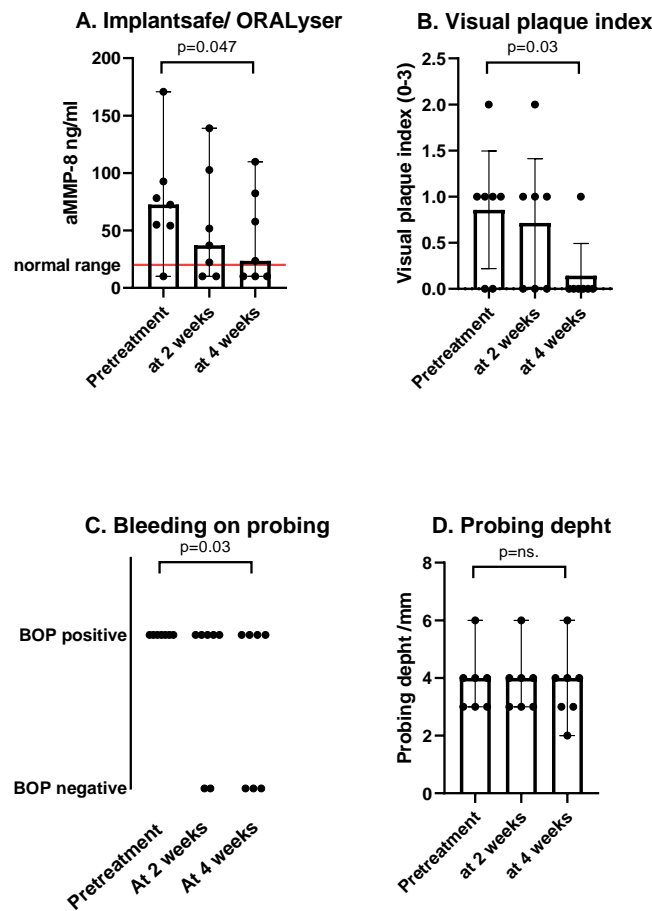 A. Implantsafe/ ORALyser
p=0.047
aMMP-8 ng/ml
200
150
100
50
normal range
0
Pretreatment
at 2 weeks
at 4 weeks
B. Visual plaque index
p=0.03
Visual plaque index (0-3)
2.5
2.0
1.5
1.0
0.5
0.0
Pretreatment
at 2 weeks
at 4 weeks
C. Bleeding on probing
p=0.03
BOP positive
BOP negative
Pretreatment
At 2 weeks
At 4 weeks
D. Probing depht
p=ns.
Probing depht /mm
8
6
4
2
0
Pretreatment
at 2 weeks
at 4 weeks